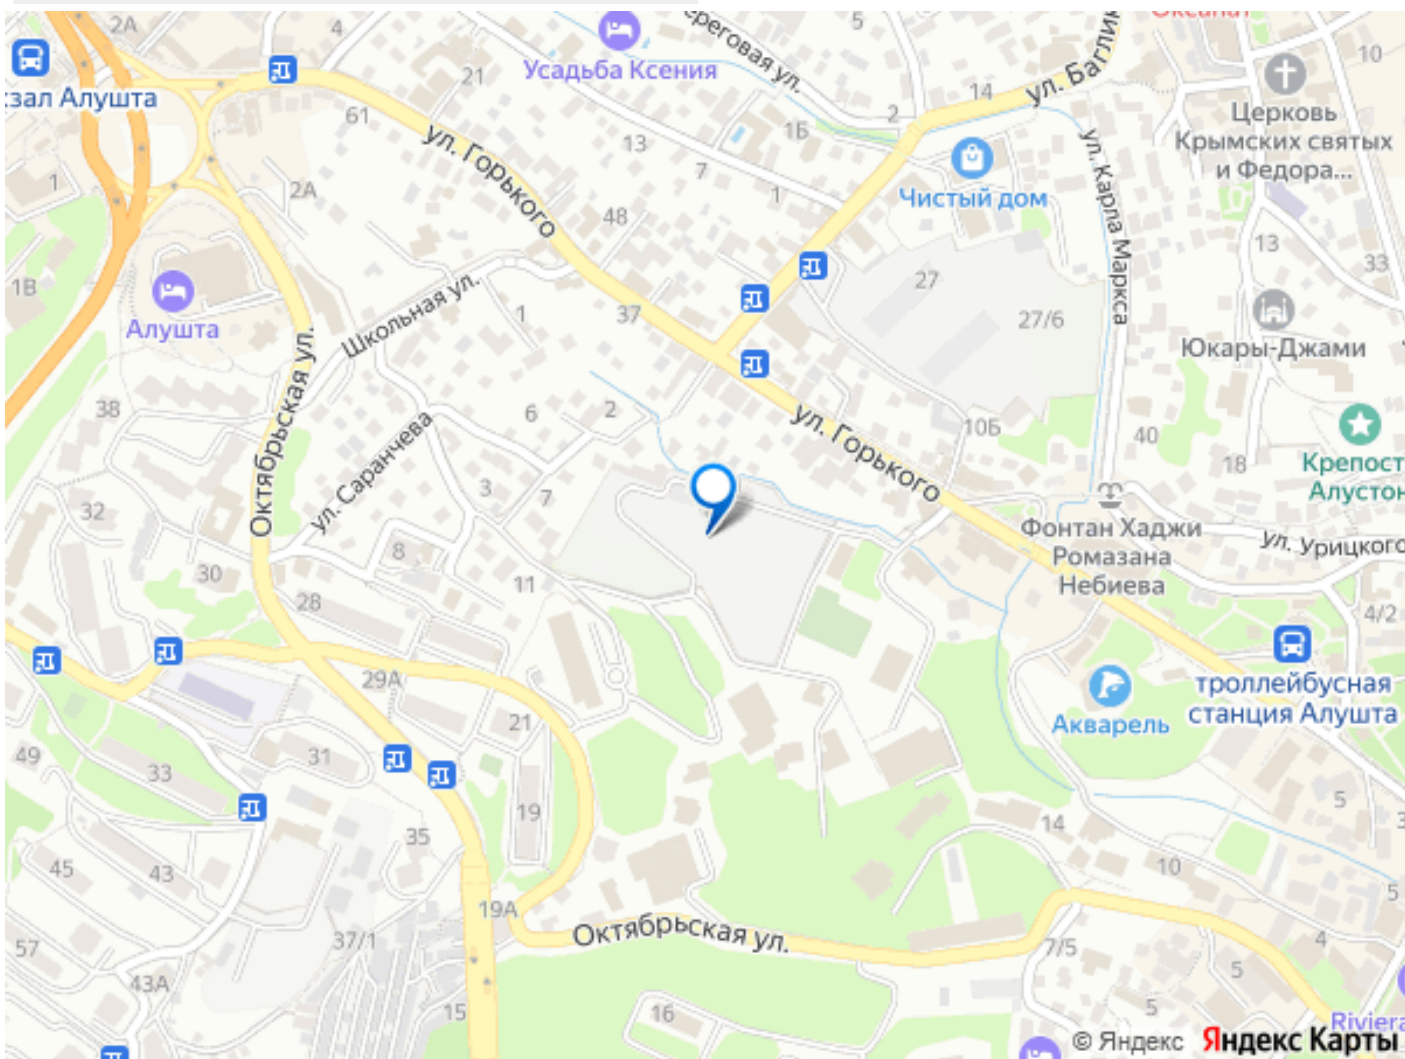 2А
4
5
Усадьба Ксения
Береговая ул.
14
ул. Багли
10
Церковь
Крымских святых
и Федора...
кзал Алушта
21
61
13
1Б
2
7
1
Чистый дом
ул. Карла Маркса
ул. Горького
1
2А
48
13
33
1В
Алушта
Школьная ул.
1
37
27
27/6
Юкары-Джами
38
Октябрьская ул.
ул. Саранчева
6
2
ул. Горького
10Б
40
18
Крепост
Алустон
32
3
7
Фонтан Хаджи
Ромазана
Небиева
ул. Урицкого
30
8
11
28
4/2
29А
21
Акварель
троллейбусная
станция Алушта
49
33
31
19
35
14
5
3
45
43
10
5
19А
Октябрьская ул.
57
37/1
43А
7/5
4
5
15
16
5
Riviera
© Яндекс Яндекс Карты